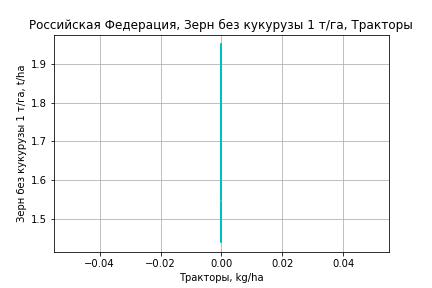 Российская Федерация, Зерн без кукурузы 1 т/га, Тракторы
1.9
1.8
1.7
1.6
1.5
Зерн без кукурузы 1 т/га, t/ha
−0.04 −0.02 0.00 0.02 0.04
Тракторы, kg/ha